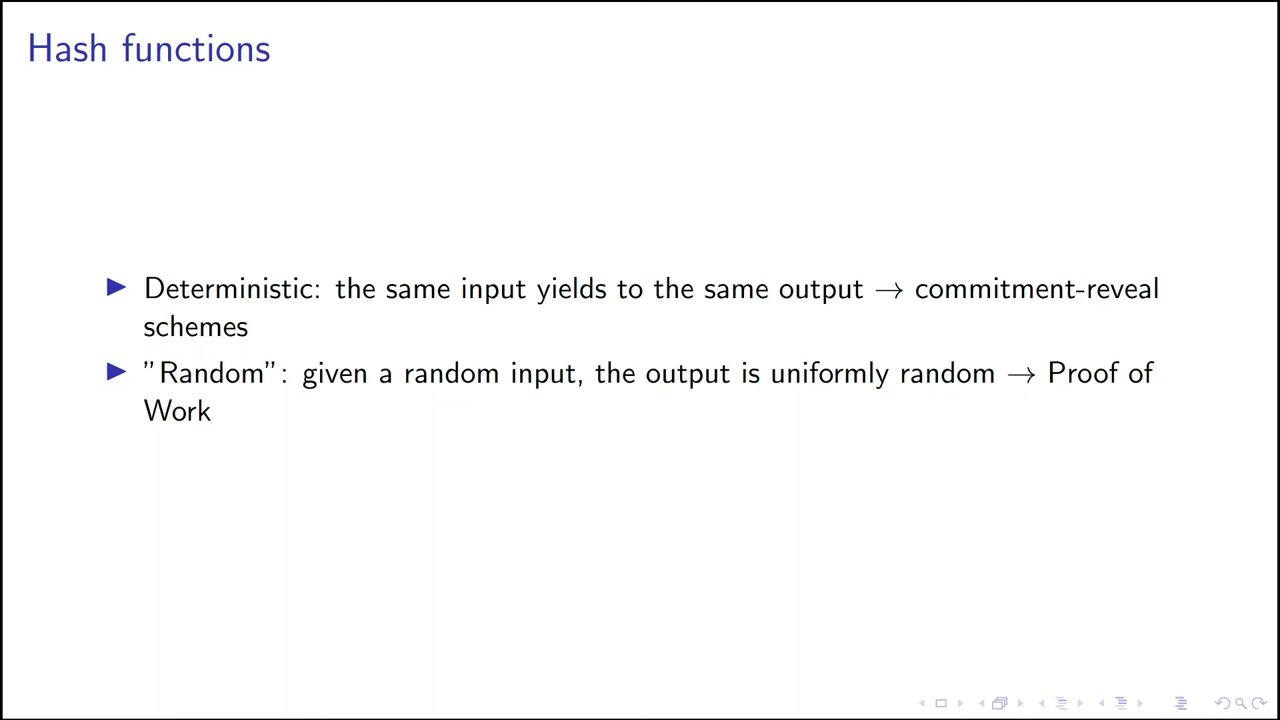 Hash functions
Deterministic: the same input yields to the same output → commitment-reveal
schemes
”Random”: given a random input, the output is uniformly random → Proof of
Work